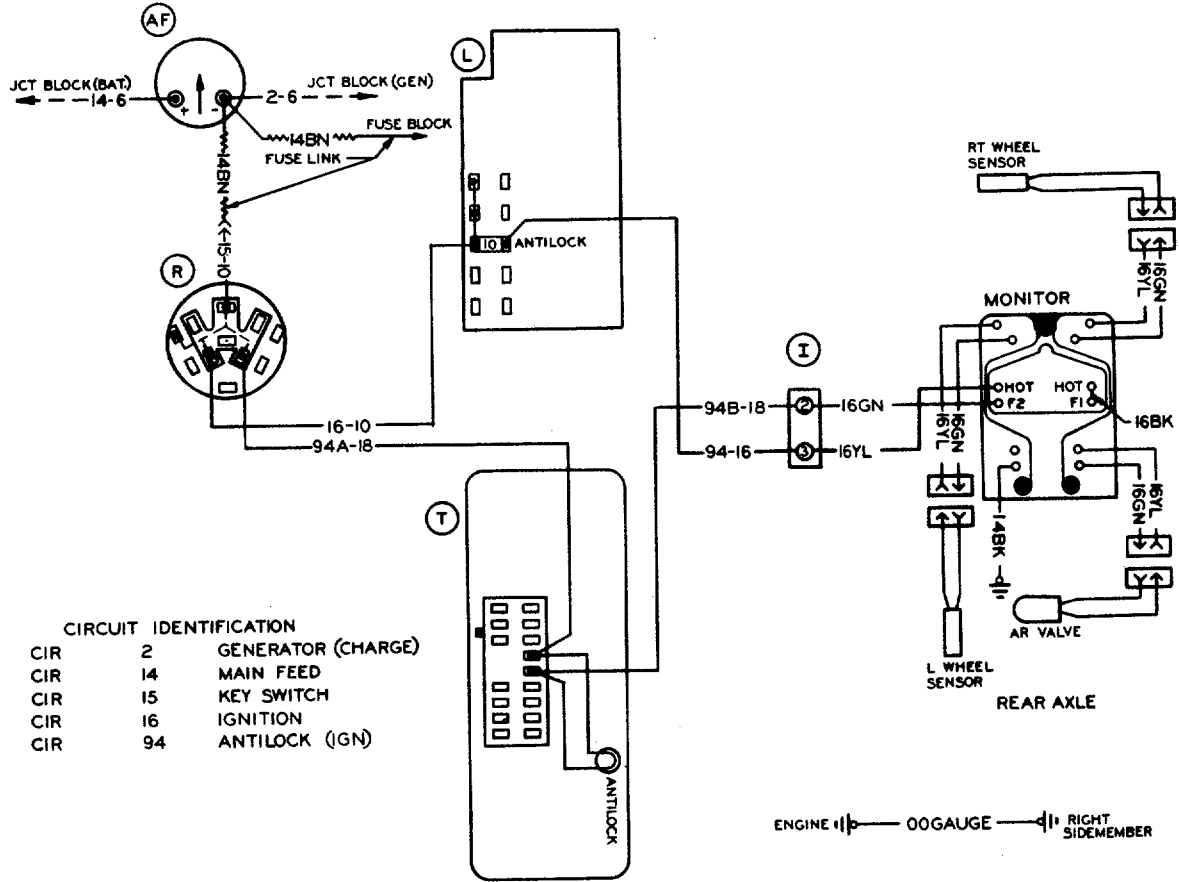 AF
JCT BLOCK (BAT.)
14-6
+
-
2-6
JCT BLOCK (GEN)
14BN
FUSE BLOCK
FUSE LINK
14BN
15-10
R
L
10
ANTILOCK
16-10
94A-18
T
ANTILOCK
I
94B-18
2
16GN
94-16
3
16YL
RT WHEEL
SENSOR
16YL
16GN
MONITOR
HOT
HOT
F2
F1
16BK
16YL
16GN
14BK
16GN
16YL
AR VALVE
L WHEEL
SENSOR
REAR AXLE
CIRCUIT IDENTIFICATION
CIR 2 GENERATOR (CHARGE)
CIR 14 MAIN FEED
CIR 15 KEY SWITCH
CIR 16 IGNITION
CIR 94 ANTILOCK (IGN)
ENGINE
00GAUGE
RIGHT
SIDEMEMBER